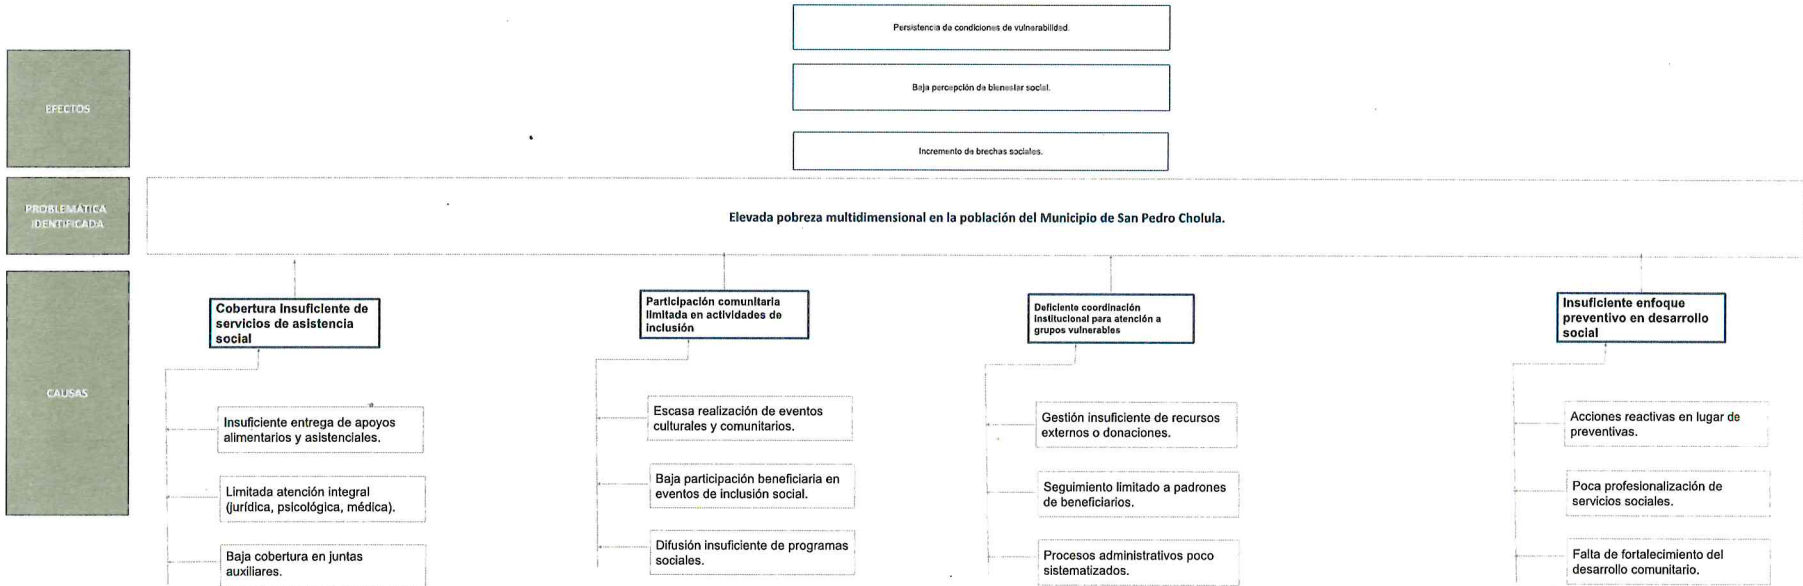 Persistencia de condiciones de vulnerabilidad.
EFECTOS
Baja percepción de bienestar social.
Incremento de brechas sociales.
PROBLEMÁTICA
IDENTIFICADA
Elevada pobreza multidimensional en la población del Municipio de San Pedro Cholula.
CAUSAS
Cobertura Insuficiente de
servicios de asistencia
social
Insuficiente entrega de apoyos
alimentarios y asistenciales.
Limitada atención integral
(jurídica, psicológica, médica).
Baja cobertura en juntas
auxiliares.
Participación comunitaria
limitada en actividades de
inclusión
Escasa realización de eventos
culturales y comunitarios.
Baja participación beneficiaria en
eventos de inclusión social.
Difusión insuficiente de programas
sociales.
Deficiente coordinación
institucional para atención a
grupos vulnerables
Gestión insuficiente de recursos
externos o donaciones.
Seguimiento limitado a padrones
de beneficiarios.
Procesos administrativos poco
sistematizados.
Insuficiente enfoque
preventivo en desarrollo
social
Acciones reactivas en lugar de
preventivas.
Poca profesionalización de
servicios sociales.
Falta de fortalecimiento del
desarrollo comunitario.